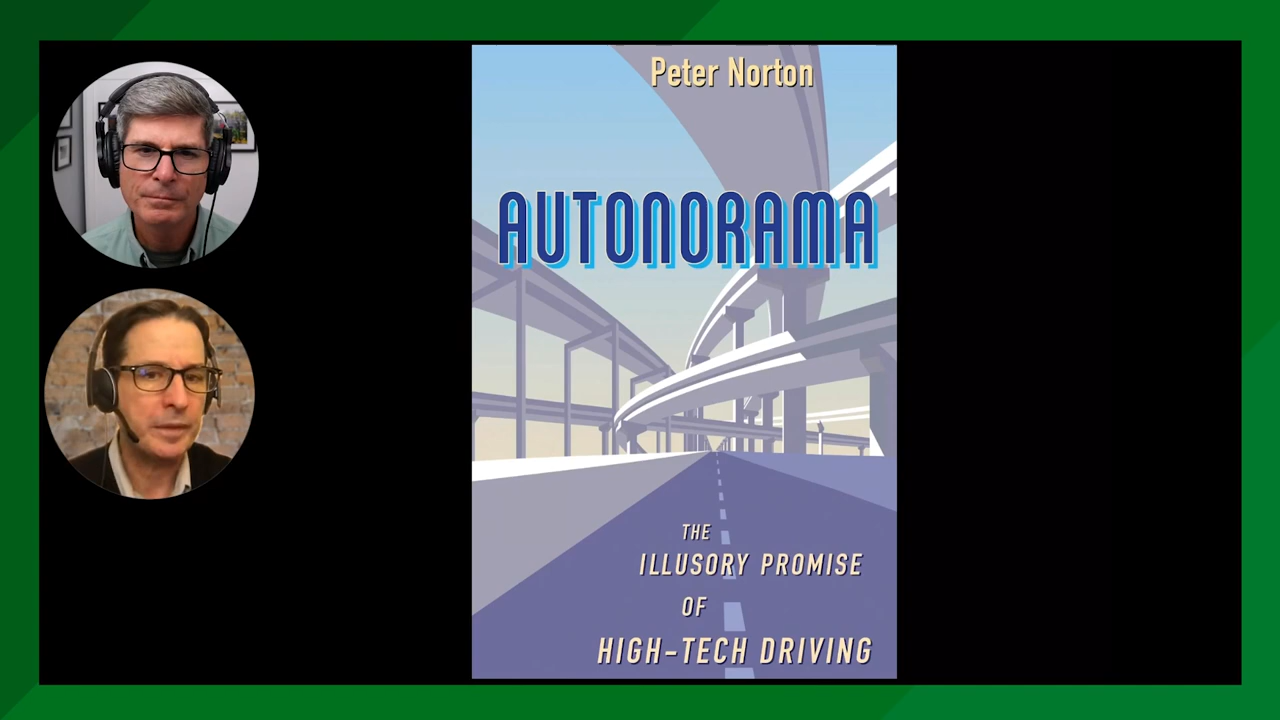 Peter Norton
AUTONORAMA
THE
ILLUSORY PROMISE
OF
HIGH-TECH DRIVING